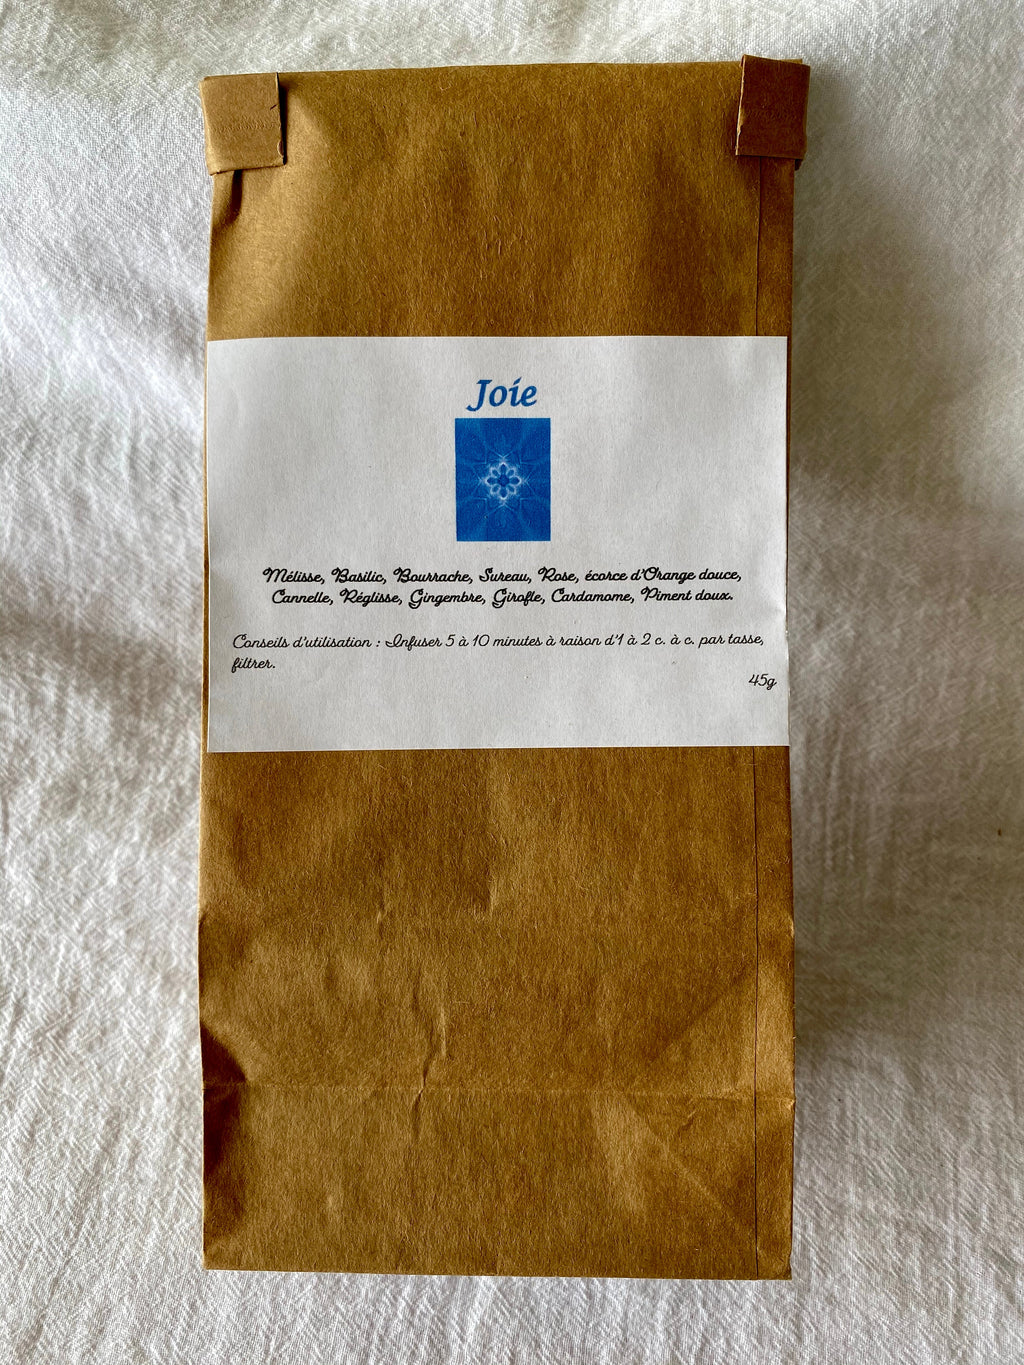 Joie
Mélisse, Basilic, Bourrache, Sureau, Rose, écorce d'Orange douce,
Cannelle, Réglisse, Gingembre, Girofle, Cardamome, Piment doux.
Conseils d'utilisation : Infuser 5 à 10 minutes à raison d'1 à 2 c. à c. par tasse,
filtrer.
45g